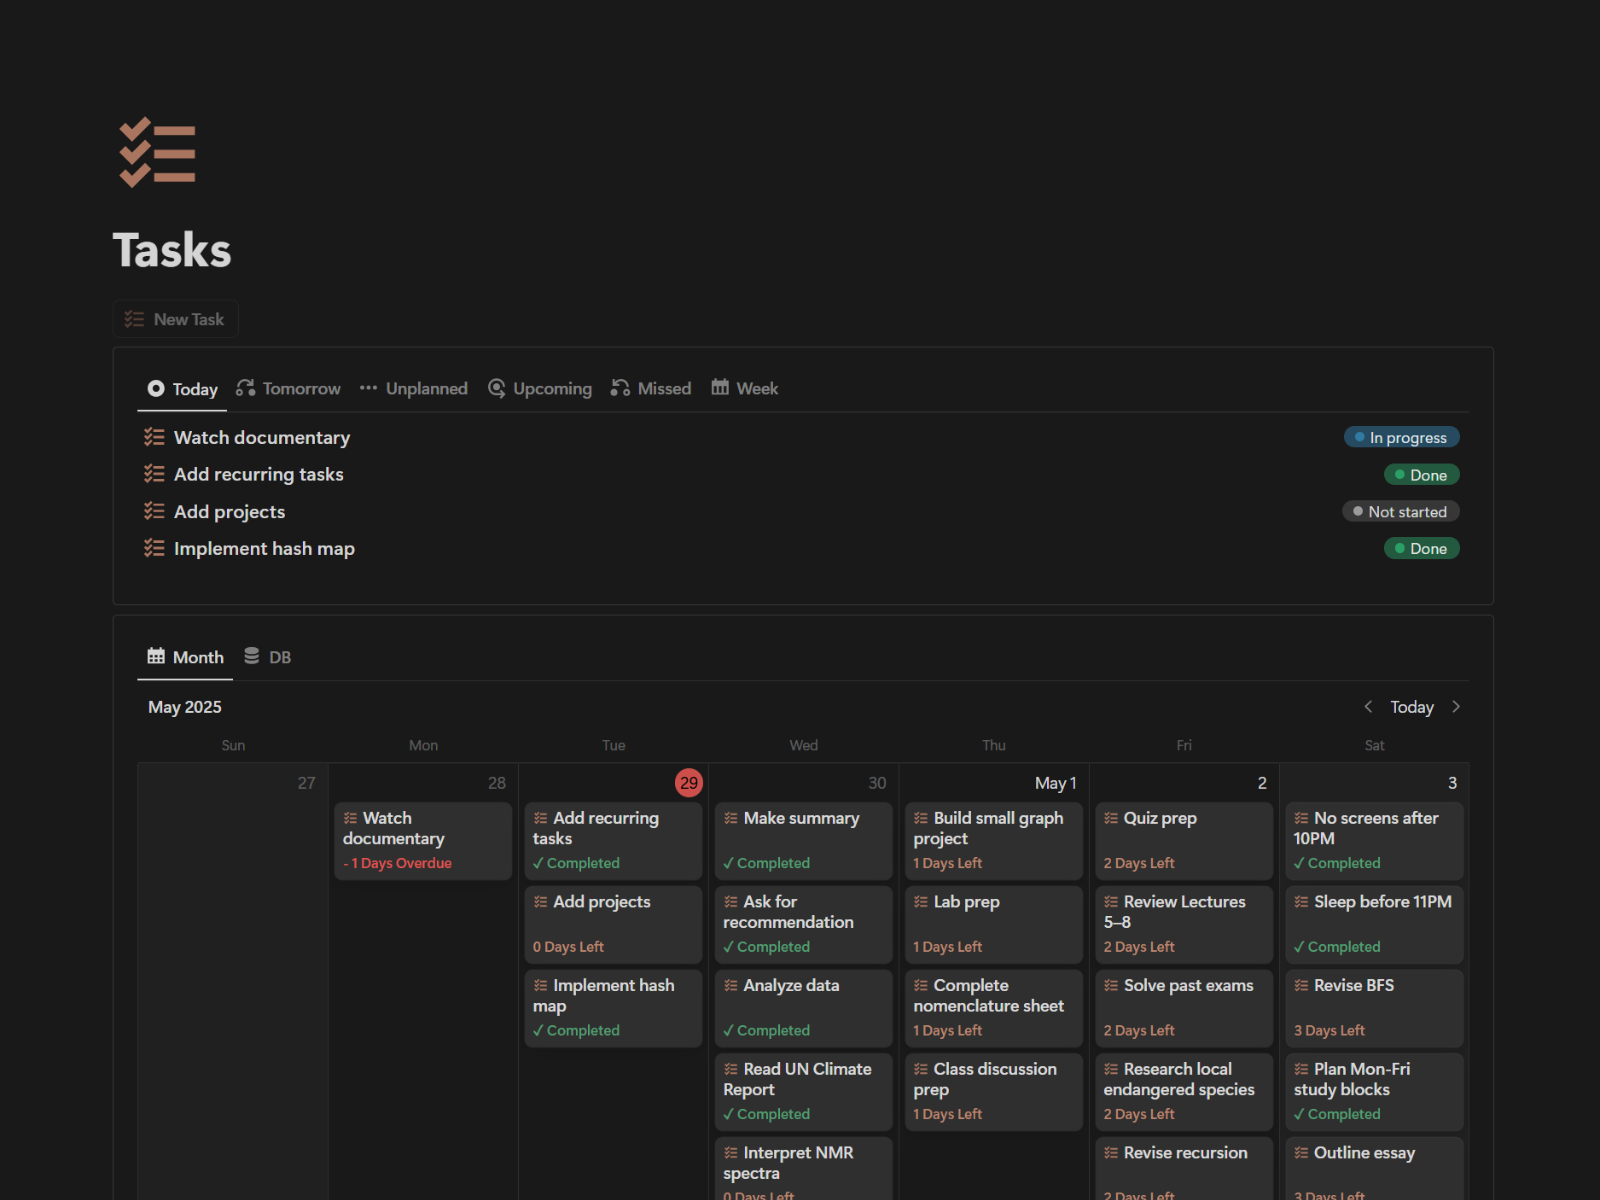 Tasks
New Task
Today Tomorrow Unplanned Upcoming Missed Week
Watch documentary In progress
Add recurring tasks Done
Add projects Not started
Implement hash map Done
Month DB
May 2025 Today
Sun Mon Tue Wed Thu Fri Sat
27
28
Watch
documentary
- 1 Days Overdue
29
Add recurring
tasks
✓ Completed
Add projects
0 Days Left
Implement hash
map
✓ Completed
30
Make summary
✓ Completed
Ask for
recommendation
✓ Completed
Analyze data
✓ Completed
Read UN Climate
Report
✓ Completed
Interpret NMR
spectra
0 Days Left
May 1
Build small graph
project
1 Days Left
Lab prep
1 Days Left
Complete
nomenclature sheet
1 Days Left
Class discussion
prep
1 Days Left
2
Quiz prep
2 Days Left
Review Lectures
5–8
2 Days Left
Solve past exams
2 Days Left
Research local
endangered species
2 Days Left
Revise recursion
2 Days Left
3
No screens after
10PM
✓ Completed
Sleep before 11PM
✓ Completed
Revise BFS
3 Days Left
Plan Mon-Fri
study blocks
✓ Completed
Outline essay
3 Days Left